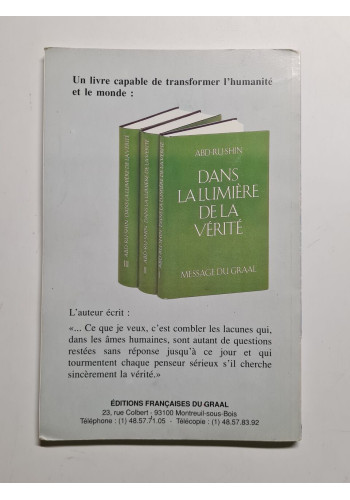 Un livre capable de transformer l'humanité
et le monde :
ABD-RU-SHIN
DANS
LA LUMIÈRE
DE LA
VÉRITÉ
MESSAGE DU GRAAL
L'auteur écrit :
«... Ce que je veux, c'est combler les lacunes qui,
dans les âmes humaines, sont autant de questions
restées sans réponse jusqu'à ce jour et qui
tourmentent chaque penseur sérieux s'il cherche
sincèrement la vérité.»
ÉDITIONS FRANÇAISES DU GRAAL
23, rue Colbert - 93100 Montreuil-sous-Bois
Téléphone : (1) 48.57.71.05 - Télécopie : (1) 48.57.83.92